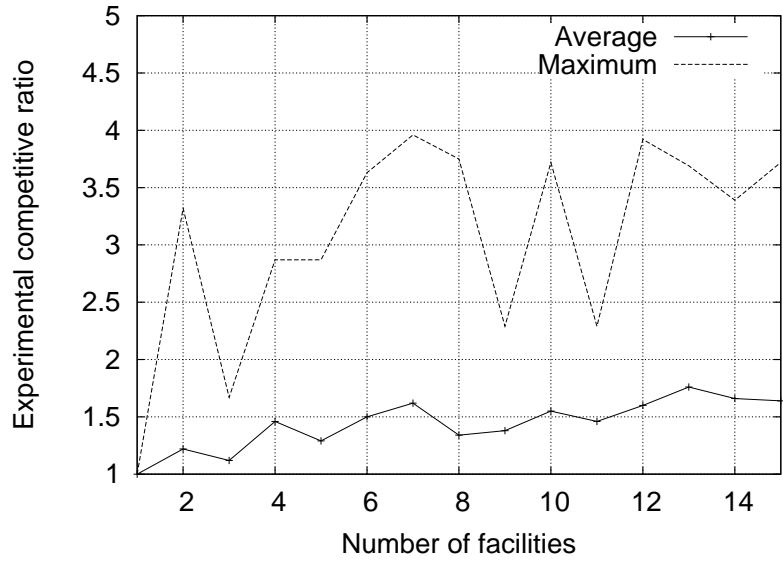 Experimental competitive ratio
5
4.5
4
3.5
3
2.5
2
1.5
1
Average
Maximum
2 4 6 8 10 12 14
Number of facilities